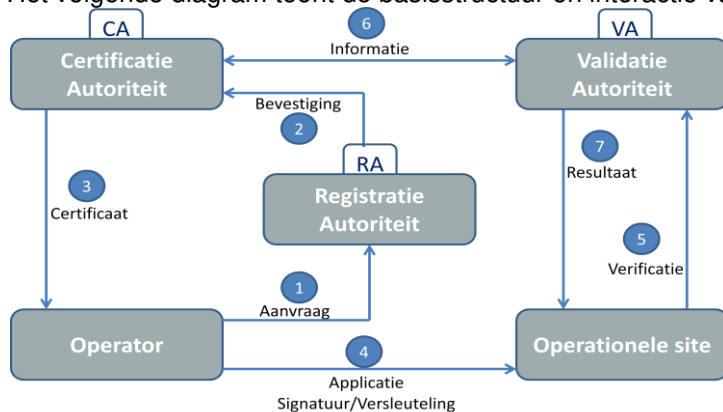 Het volgende diagram toont de basisstructuur en interactie
CA
Certificatie
Autoriteit
6
Informatie
VA
Validatie
Autoriteit
Bevestiging
2
3
Certificaat
RA
Registratie
Autoriteit
7
Resultaat
5
Verificatie
1
Aanvraag
Operator
4
Applicatie
Signatuur/Versleuteling
Operationele site